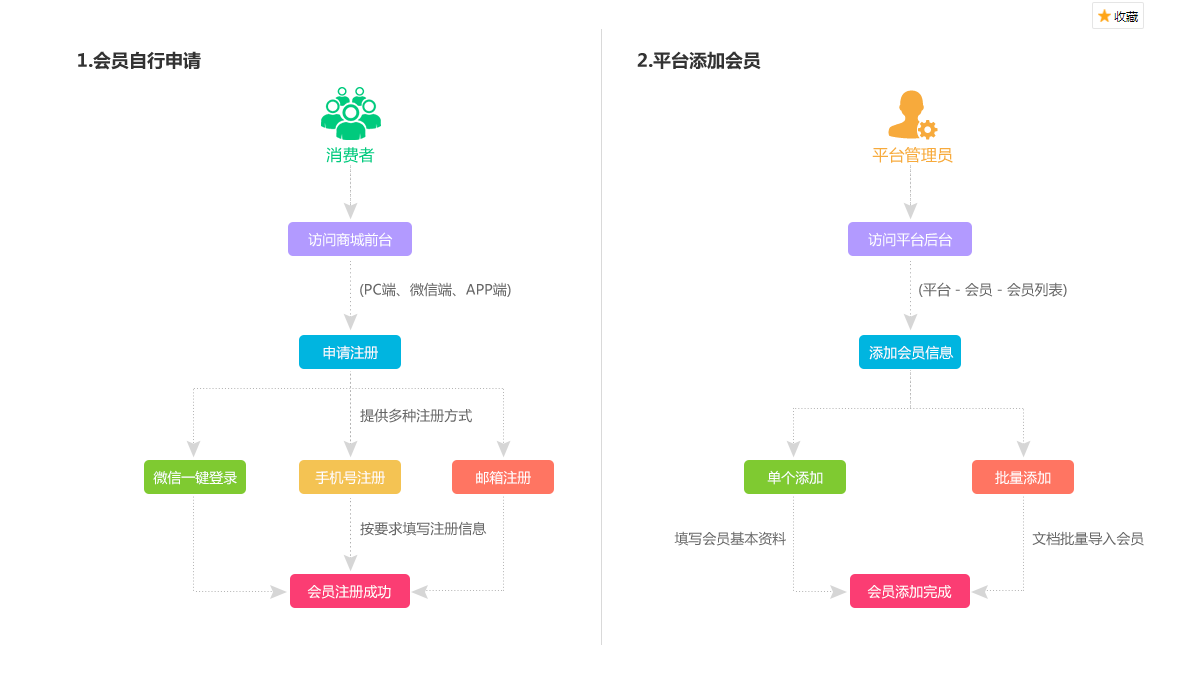 收藏
1.会员自行申请
消费者
访问商城前台
(PC端、微信端、APP端)
申请注册
提供多种注册方式
微信一键登录
手机号注册
邮箱注册
按要求填写注册信息
会员注册成功
2.平台添加会员
平台管理员
访问平台后台
(平台 - 会员 - 会员列表)
添加会员信息
单个添加
批量添加
填写会员基本资料
文档批量导入会员
会员添加完成